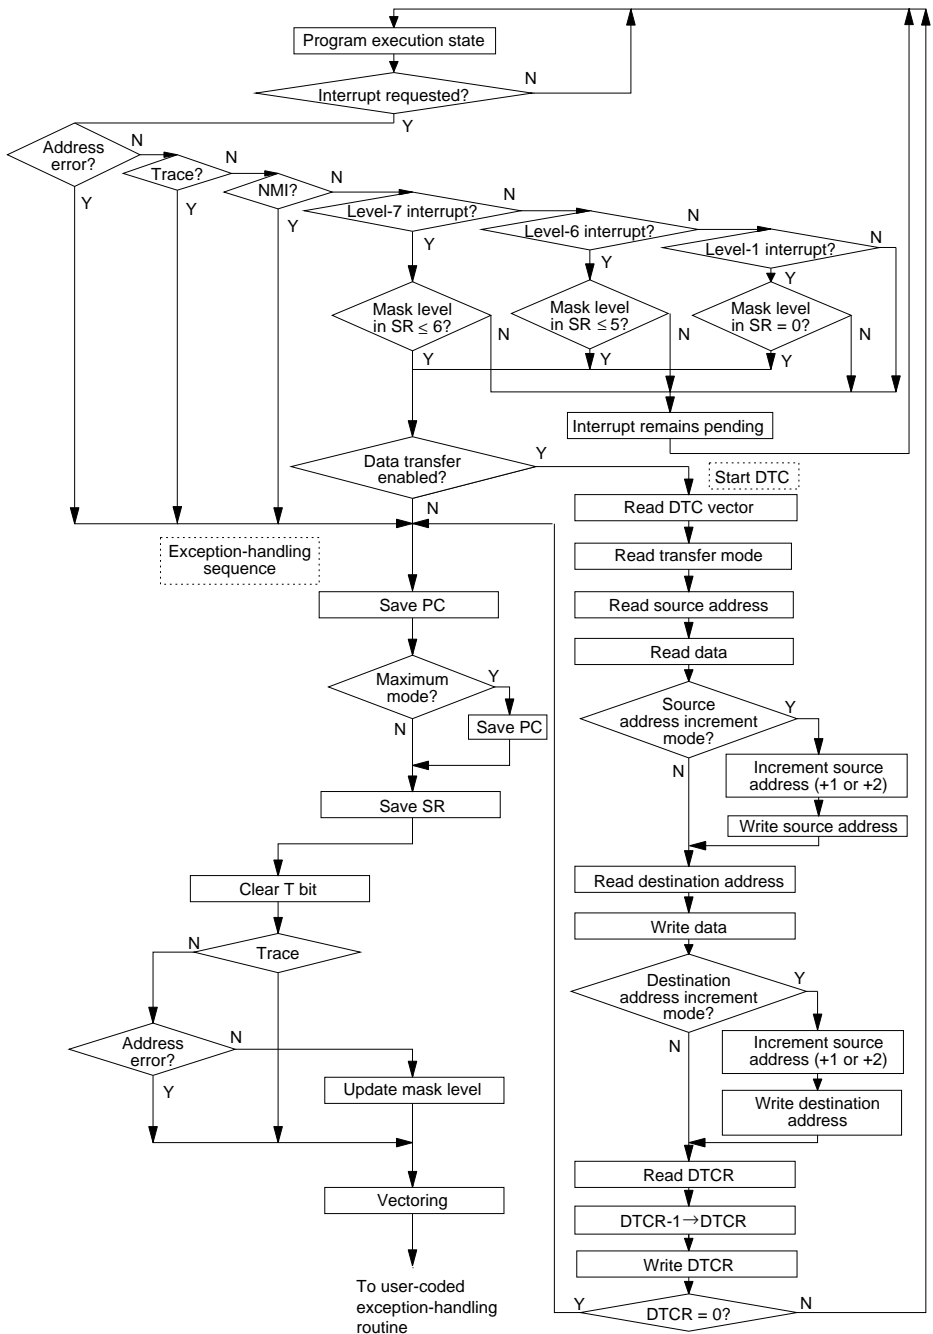 Program execution state
N
Interrupt requested?
Y
Address
error?
N
Trace?
N
NMI?
N
Level-7 interrupt?
N
Level-6 interrupt?
N
Level-1 interrupt?
N
Y
Y
Y
Y
Y
Y
Mask level
in SR ≤ 6?
N
Mask level
in SR ≤ 5?
N
Mask level
in SR = 0?
N
Y
Y
Y
Interrupt remains pending
Data transfer
enabled?
Y
Start DTC
N
Read DTC vector
Exception-handling
sequence
Read transfer mode
Save PC
Read source address
Read data
Maximum
mode?
Y
N
Save PC
Source
address increment
mode?
Y
N
Increment source
address (+1 or +2)
Save SR
Write source address
Clear T bit
Read destination address
Write data
N
Trace
Destination
address increment
mode?
Y
N
Address
error?
N
Y
Increment source
address (+1 or +2)
Update mask level
Write destination
address
Read DTCR
Vectoring
DTCR-1→DTCR
Write DTCR
To user-coded
exception-handling
routine
Y
DTCR = 0?
N